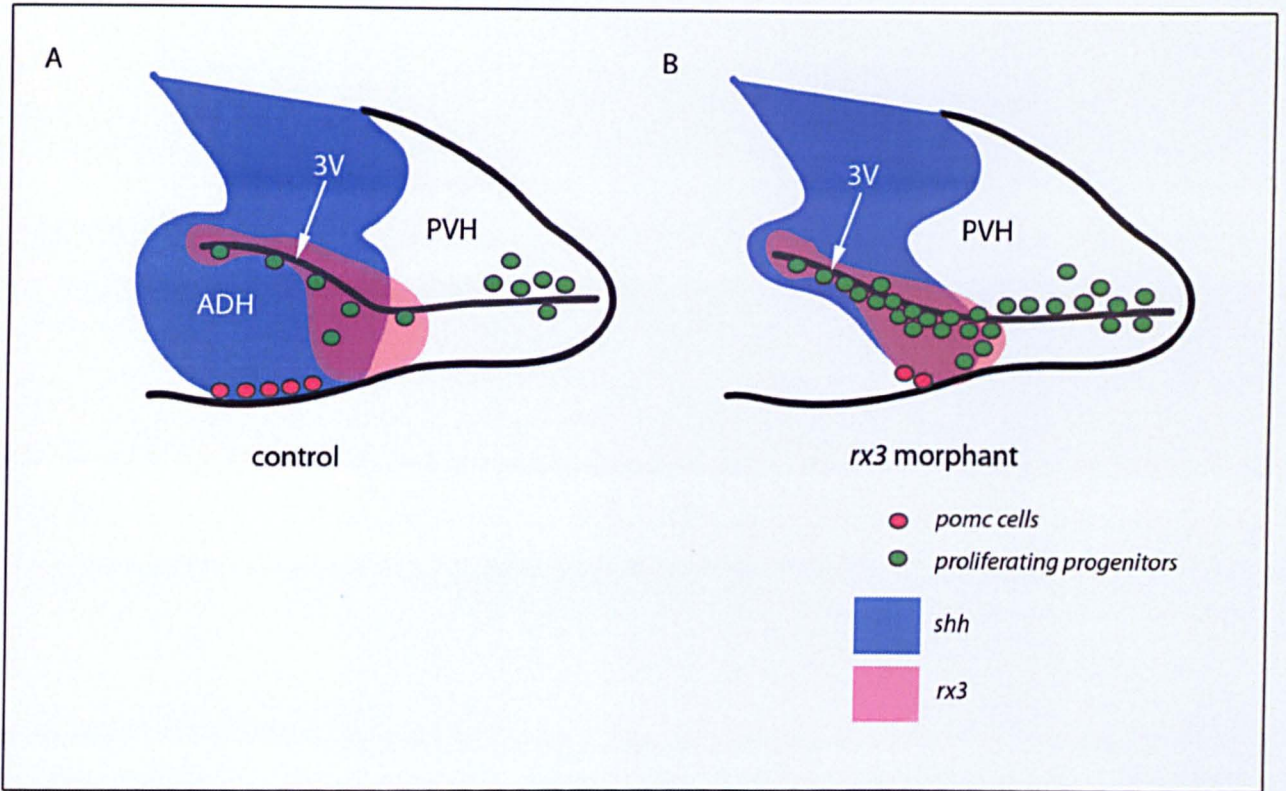 A
3V
PVH
ADH
control
B
3V
PVH
rx3 morphant
pomc cells
proliferating progenitors
shh
rx3